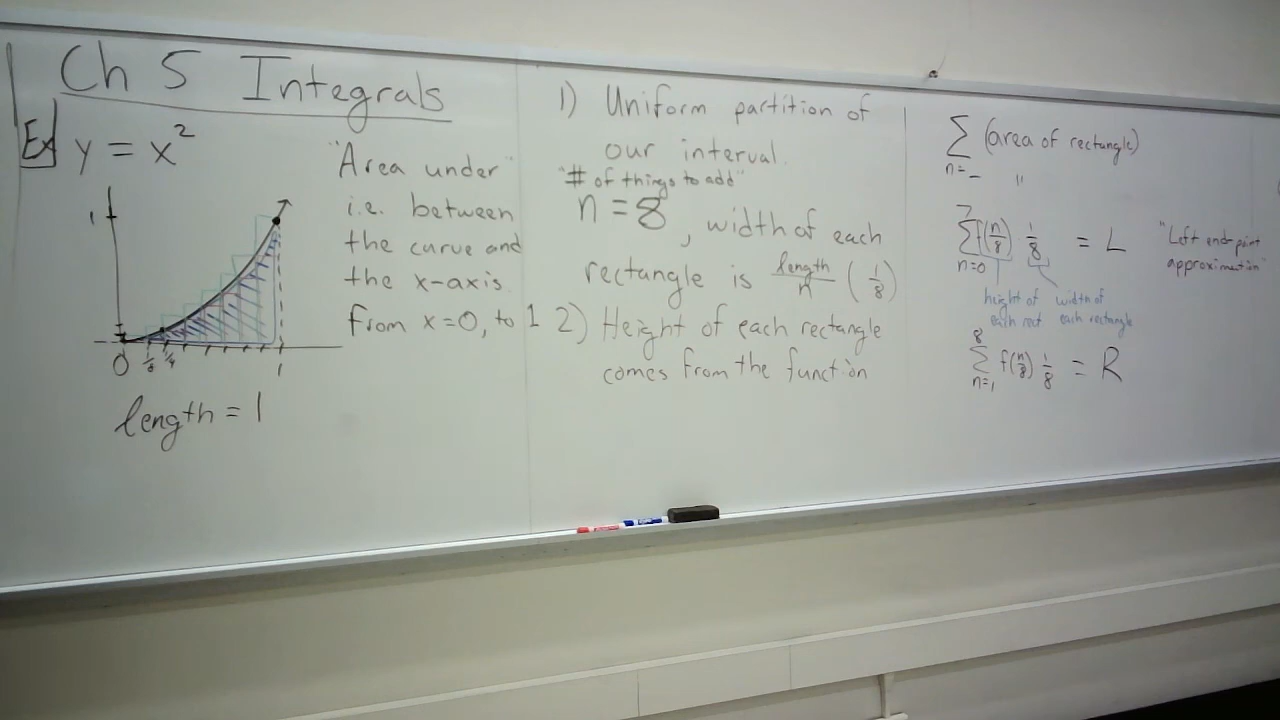 Ch 5 Integrals
Ex y = x²
1
0 1/8 1/4 1
length = 1
"Area under"
i.e. between
the curve and
the x-axis
from x=0, to 1
1) Uniform partition of
our interval.
"# of things to add"
n = 8, width of each
rectangle is length/n (1/8)
2) Height of each rectangle
comes from the function
∑ (area of rectangle)
n=_ "
7
∑ f(n/8) 1/8 = L "Left endpoint
n=0 approximation"
height of width of
each rect each rectangle
8
∑ f(n/8) 1/8 = R
n=1